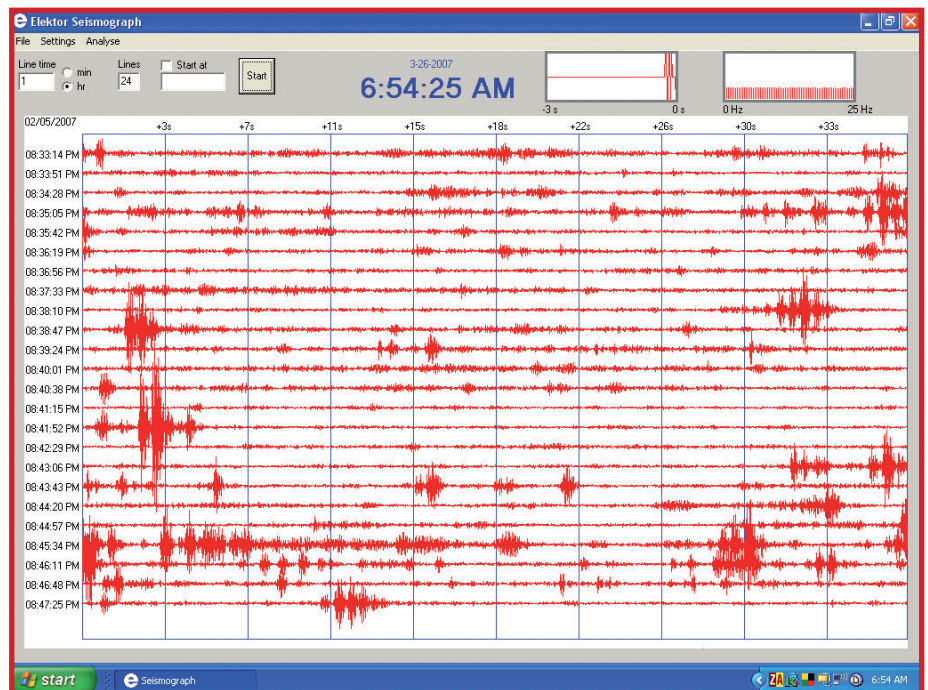 Elektor Seismograph
File Settings Analyse
Line time
1
min
hr
Lines
24
Start at
Start
3-26-2007
6:54:25 AM
-3 s 0 s
0 Hz 25 Hz
02/05/2007
+3s +7s +11s +15s +18s +22s +26s +30s +33s
08:33:14 PM
08:33:51 PM
08:34:28 PM
08:35:05 PM
08:35:42 PM
08:36:19 PM
08:36:56 PM
08:37:33 PM
08:38:10 PM
08:38:47 PM
08:39:24 PM
08:40:01 PM
08:40:38 PM
08:41:15 PM
08:41:52 PM
08:42:29 PM
08:43:06 PM
08:43:43 PM
08:44:20 PM
08:44:57 PM
08:45:34 PM
08:46:11 PM
08:46:48 PM
08:47:25 PM
start
Seismograph
ZA
6:54 AM